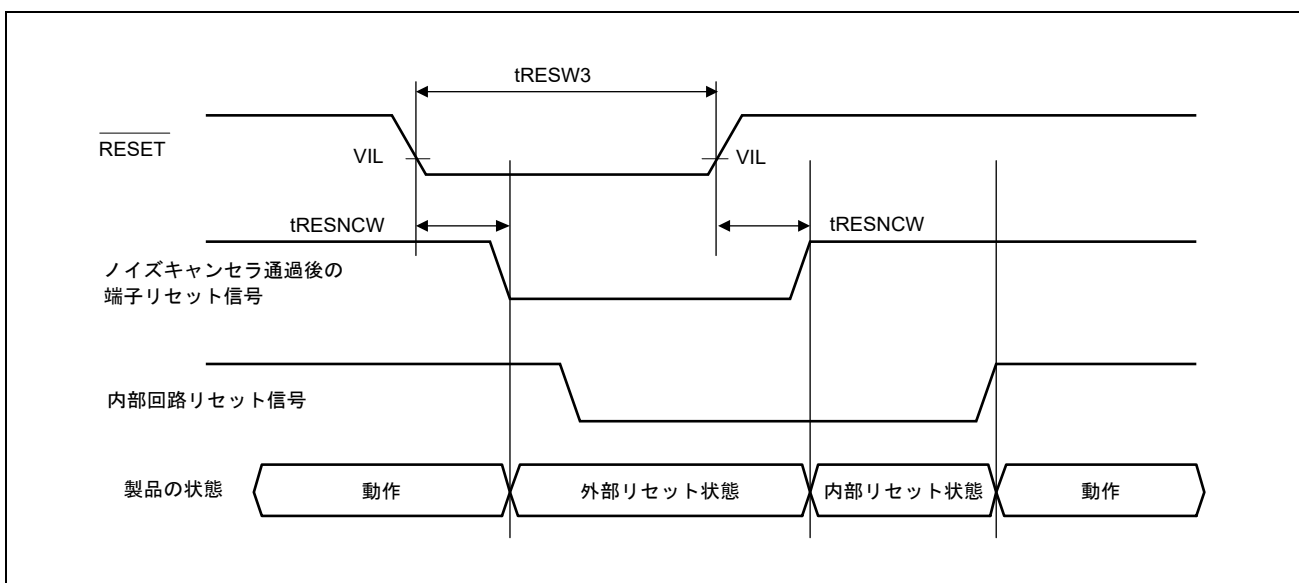 tRESW3
RESET
VIL
VIL
tRESNCW
tRESNCW
ノイズキャンセラ通過後の
端子リセット信号
内部回路リセット信号
製品の状態
動作
外部リセット状態
内部リセット状態
動作